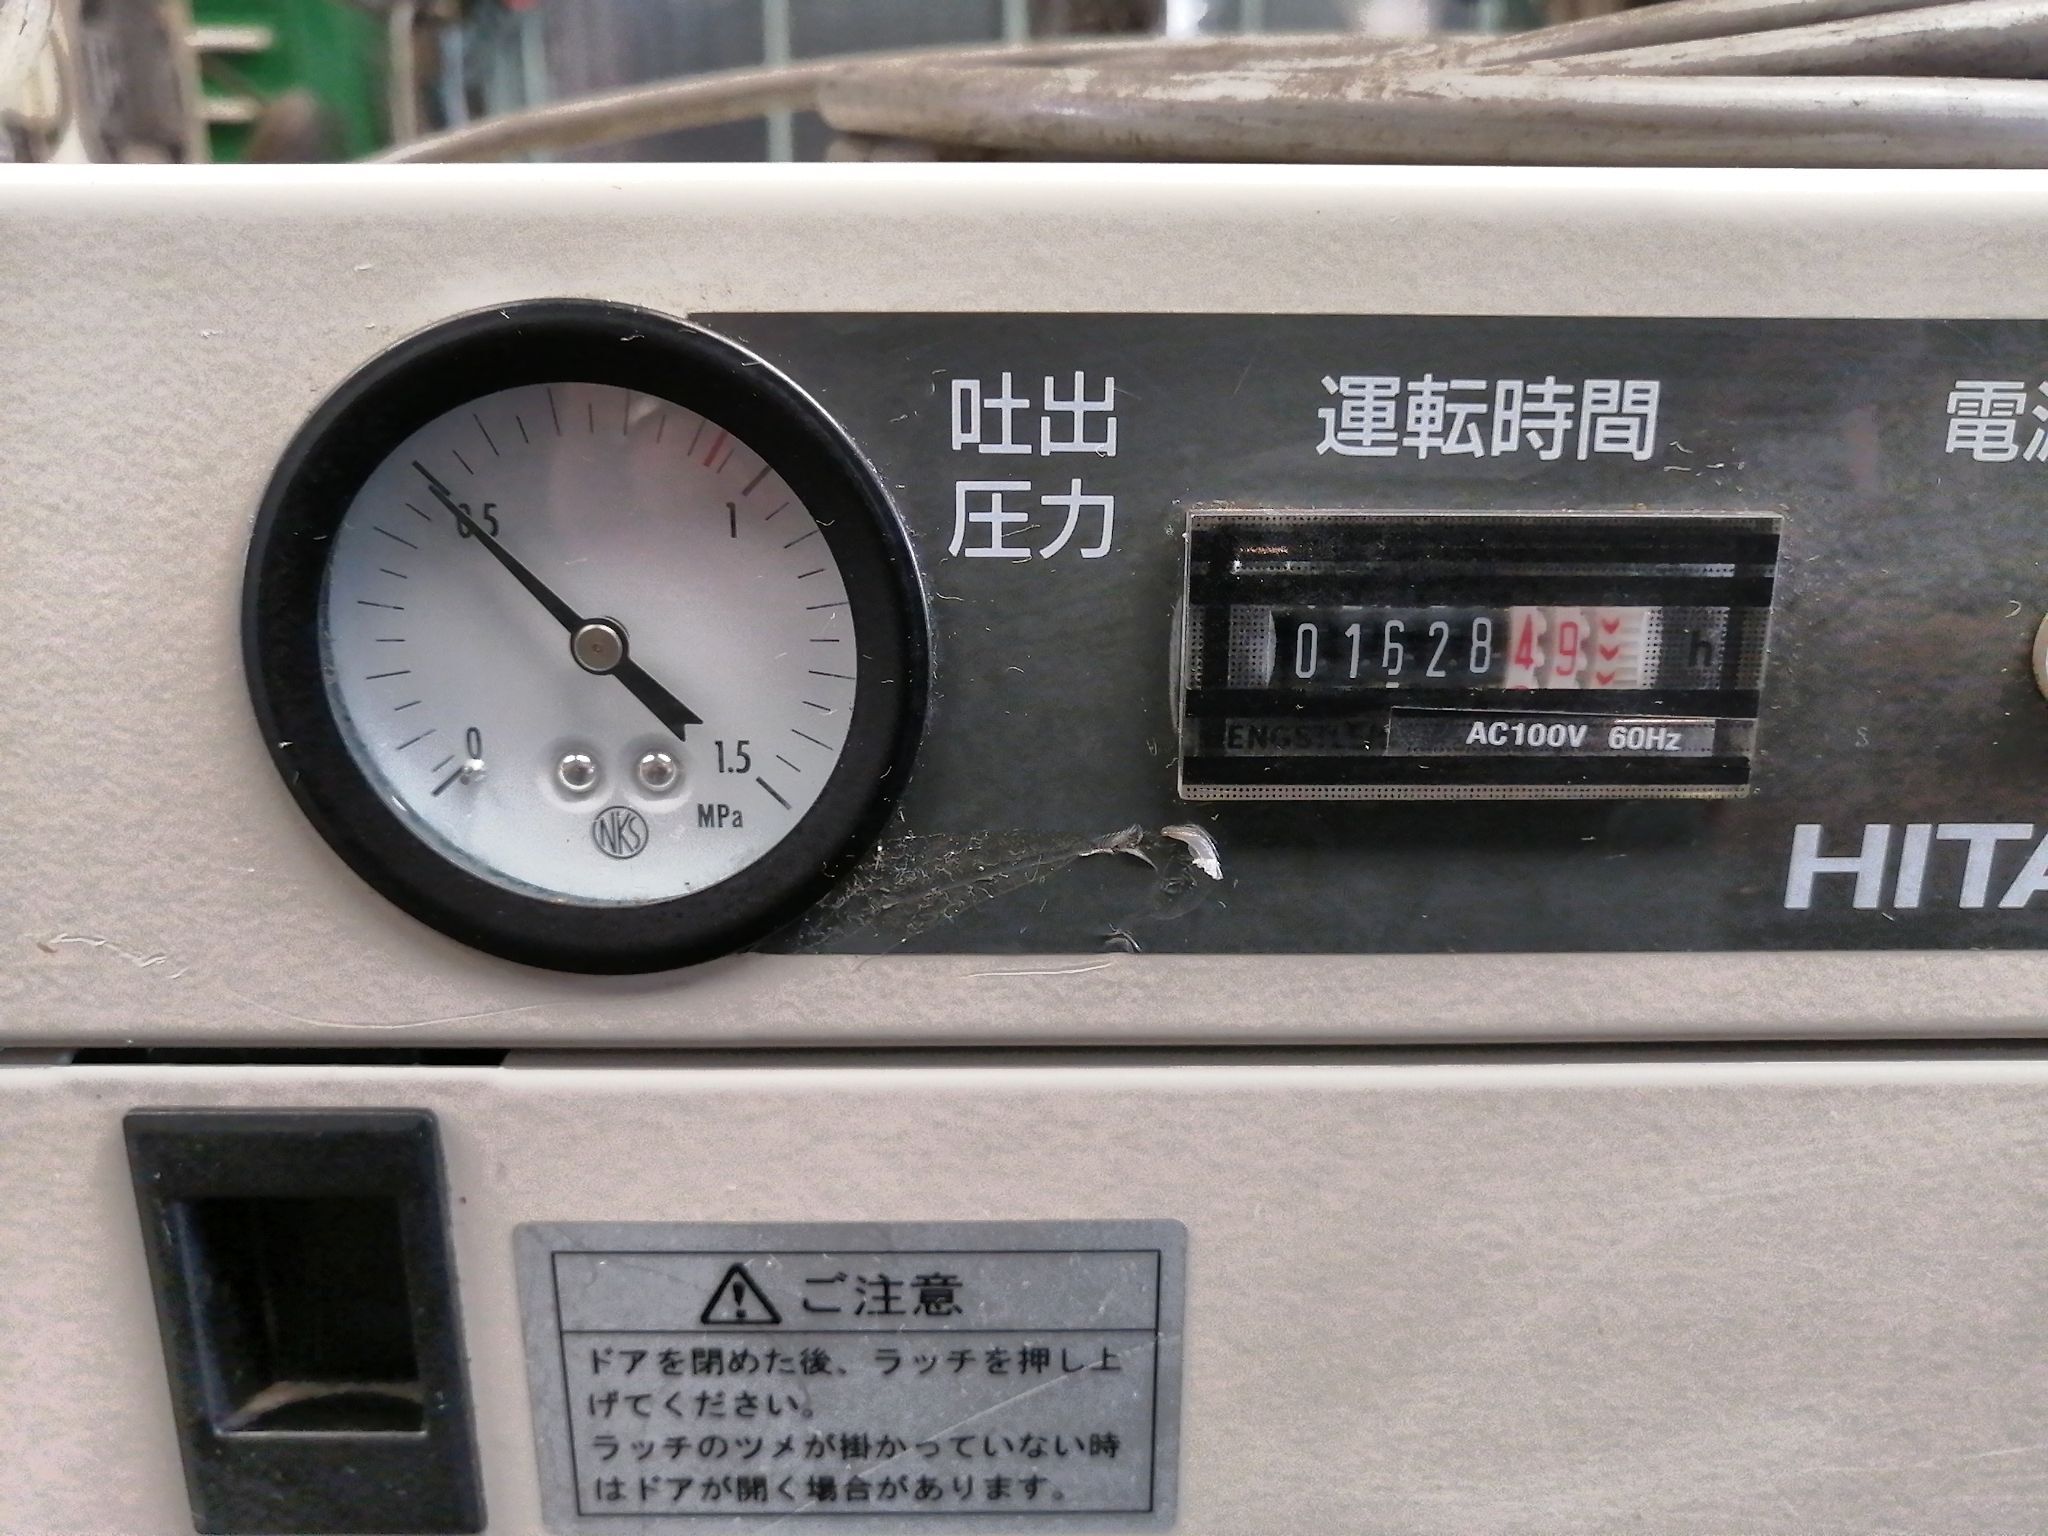 吐出
圧力
運転時間
0.5
1
0
1.5
MPa
NKS
0162849
h
AC100V 60Hz
ご注意
ドアを閉めた後、ラッチを押し上
げてください。
ラッチのツメが掛かっていない時
はドアが開く場合があります。